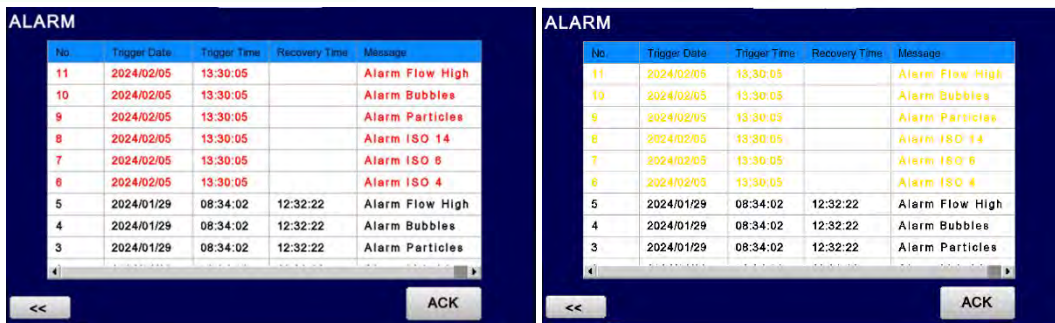 ALARM
No. Trigger Date Trigger Time Recovery Time Message
11 2024/02/05 13:30:05 Alarm Flow High
10 2024/02/05 13:30:05 Alarm Bubbles
9 2024/02/05 13:30:05 Alarm Particles
8 2024/02/05 13:30:05 Alarm ISO 14
7 2024/02/05 13:30:05 Alarm ISO 6
6 2024/02/05 13:30:05 Alarm ISO 4
5 2024/01/29 08:34:02 12:32:22 Alarm Flow High
4 2024/01/29 08:34:02 12:32:22 Alarm Bubbles
3 2024/01/29 08:34:02 12:32:22 Alarm Particles
<< ACK
ALARM
No. Trigger Date Trigger Time Recovery Time Message
11 2024/02/05 13:30:05 Alarm Flow High
10 2024/02/05 13:30:05 Alarm Bubbles
9 2024/02/05 13:30:05 Alarm Particles
8 2024/02/05 13:30:05 Alarm ISO 14
7 2024/02/05 13:30:05 Alarm ISO 6
6 2024/02/05 13:30:05 Alarm ISO 4
5 2024/01/29 08:34:02 12:32:22 Alarm Flow High
4 2024/01/29 08:34:02 12:32:22 Alarm Bubbles
3 2024/01/29 08:34:02 12:32:22 Alarm Particles
<< ACK